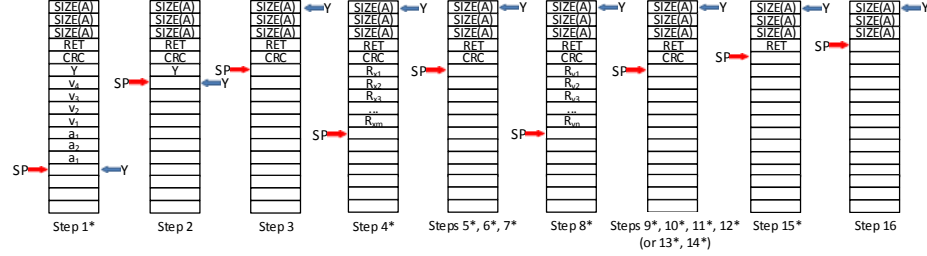 SIZE(A)
SIZE(A)
SIZE(A)
RET
CRC
Y
v₄
v₃
v₂
v₁
a₁
a₂
a₁
SP
Y
Step 1*
SIZE(A)
SIZE(A)
SIZE(A)
RET
CRC
Y
SP
Y
Step 2
SIZE(A)
Y
SIZE(A)
SIZE(A)
RET
CRC
SP
Step 3
SIZE(A)
Y
SIZE(A)
SIZE(A)
RET
CRC
Rₓ₁
Rₓ₂
Rₓ₃
...
Rₓₘ
SP
Step 4*
SIZE(A)
Y
SIZE(A)
SIZE(A)
RET
CRC
SP
Steps 5*, 6*, 7*
SIZE(A)
Y
SIZE(A)
SIZE(A)
RET
CRC
Rᵥ₁
Rᵥ₂
Rᵥ₃
...
Rᵥₙ
SP
Step 8*
SIZE(A)
Y
SIZE(A)
SIZE(A)
RET
CRC
SP
Steps 9*, 10*, 11*, 12*
(or 13*, 14*)
SIZE(A)
Y
SIZE(A)
SIZE(A)
RET
SP
Step 15*
SIZE(A)
Y
SIZE(A)
SIZE(A)
SP
Step 16